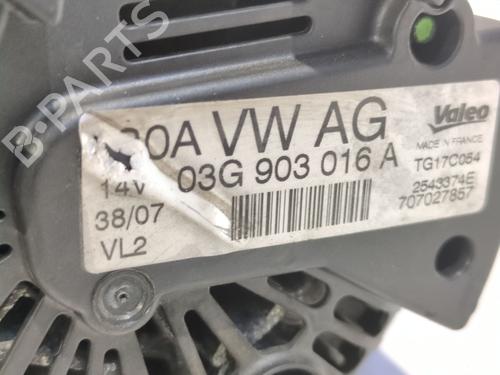 VW AG
Valeo
MADE IN FRANCE
03G 903 016 A
TG17C054
14V
38/07
VL2
2543374E
707027857
B-PARTS